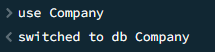 > use Company
< switched to db Company